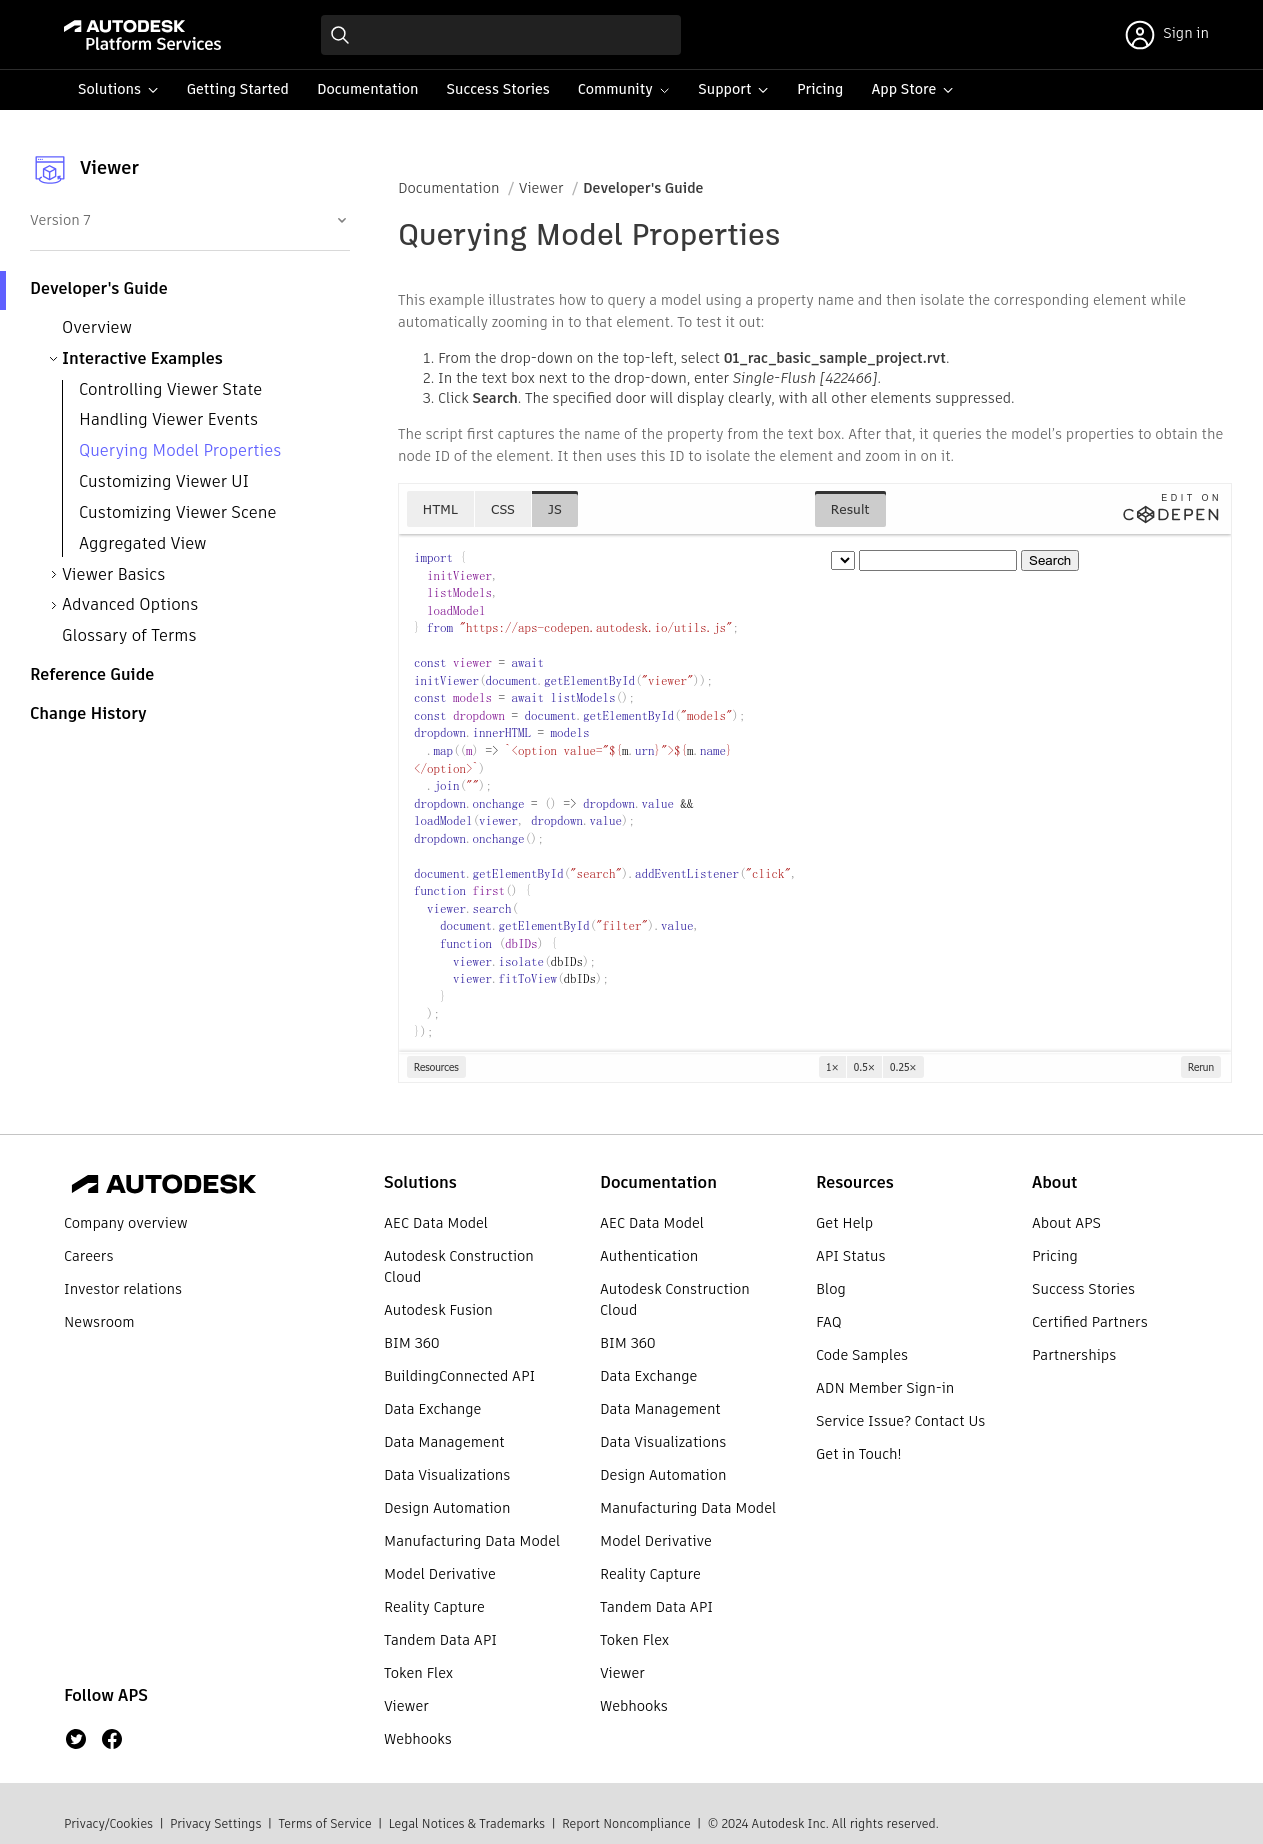 AUTODESK
Platform Services
Sign in
Solutions
Getting Started
Documentation
Success Stories
Community
Support
Pricing
App Store
Viewer
Version 7
Developer's Guide
Overview
Interactive Examples
Controlling Viewer State
Handling Viewer Events
Querying Model Properties
Customizing Viewer UI
Customizing Viewer Scene
Aggregated View
Viewer Basics
Advanced Options
Glossary of Terms
Reference Guide
Change History
Documentation / Viewer / Developer's Guide
Querying Model Properties
This example illustrates how to query a model using a property name and then isolate the corresponding element while
automatically zooming in to that element. To test it out:
1. From the drop-down on the top-left, select 01_rac_basic_sample_project.rvt.
2. In the text box next to the drop-down, enter Single-Flush [422466].
3. Click Search. The specified door will display clearly, with all other elements suppressed.
The script first captures the name of the property from the text box. After that, it queries the model's properties to obtain the
node ID of the element. It then uses this ID to isolate the element and zoom in on it.
HTML
CSS
JS
Result
EDIT ON
CODEPEN
import {
  initViewer,
  listModels,
  loadModel
} from "https://aps-codepen.autodesk.io/utils.js";

const viewer = await
initViewer(document.getElementById("viewer"));
const models = await listModels();
const dropdown = document.getElementById("models");
dropdown.innerHTML = models
  .map((m) => `<option value="${m.urn}">${m.name}
</option>`)
  .join("");
dropdown.onchange = () => dropdown.value &&
loadModel(viewer, dropdown.value);
dropdown.onchange();

document.getElementById("search").addEventListener("click",
function first() {
  viewer.search(
    document.getElementById("filter").value,
    function (dbIDs) {
      viewer.isolate(dbIDs);
      viewer.fitToView(dbIDs);
    }
  );
});
Search
Resources
1×
0.5×
0.25×
Rerun
AUTODESK
Company overview
Careers
Investor relations
Newsroom
Follow APS
Solutions
AEC Data Model
Autodesk Construction
Cloud
Autodesk Fusion
BIM 360
BuildingConnected API
Data Exchange
Data Management
Data Visualizations
Design Automation
Manufacturing Data Model
Model Derivative
Reality Capture
Tandem Data API
Token Flex
Viewer
Webhooks
Documentation
AEC Data Model
Authentication
Autodesk Construction
Cloud
BIM 360
Data Exchange
Data Management
Data Visualizations
Design Automation
Manufacturing Data Model
Model Derivative
Reality Capture
Tandem Data API
Token Flex
Viewer
Webhooks
Resources
Get Help
API Status
Blog
FAQ
Code Samples
ADN Member Sign-in
Service Issue? Contact Us
Get in Touch!
About
About APS
Pricing
Success Stories
Certified Partners
Partnerships
Privacy/Cookies | Privacy Settings | Terms of Service | Legal Notices & Trademarks | Report Noncompliance | © 2024 Autodesk Inc. All rights reserved.